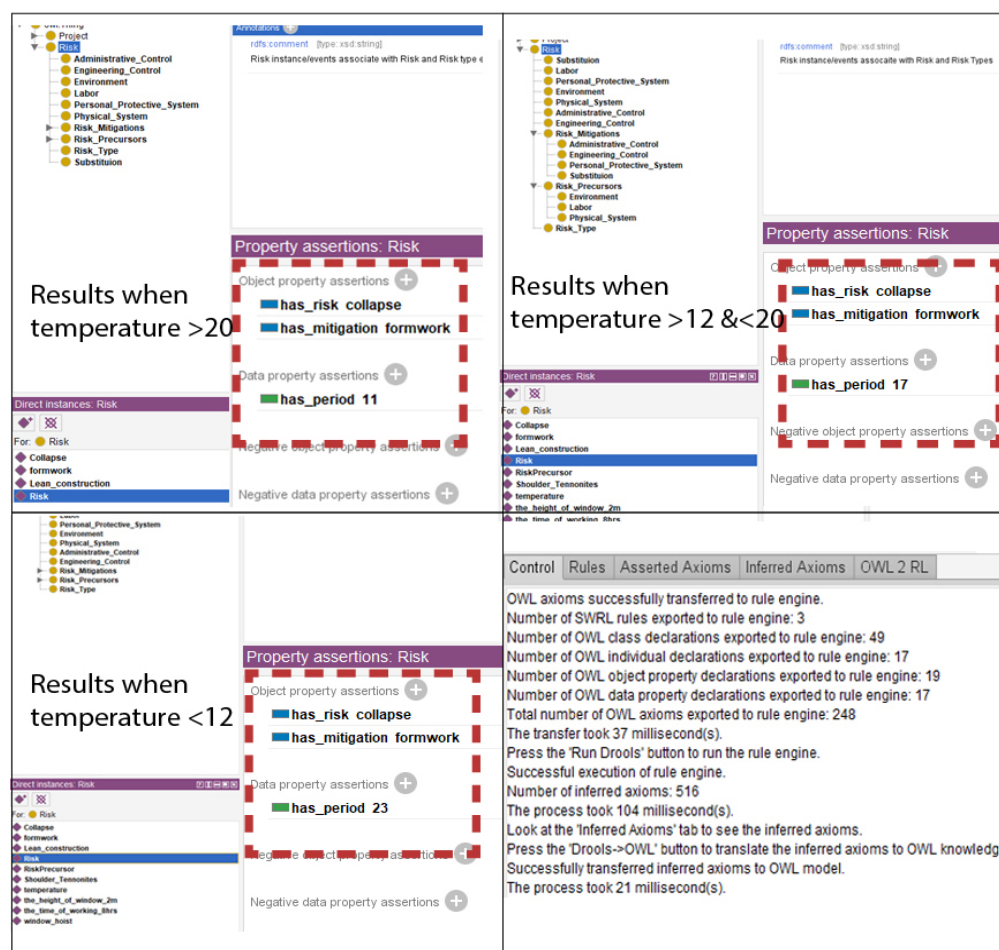 Project
Risk
Administrative_Control
Engineering_Control
Environment
Labor
Personal_Protective_System
Physical_System
Risk_Mitigations
Risk_Precursors
Risk_Type
Substituion
Annotations
rdfs:comment [type: xsd:string]
Risk instance/events associate with Risk and Risk type e
Property assertions: Risk
Object property assertions
has_risk collapse
has_mitigation formwork
Data property assertions
has_period 11
Negative object property assertions
Negative data property assertions
Results when
temperature >20
Direct instances: Risk
For: Risk
Collapse
formwork
Lean_construction
Risk
Project
Risk
Substituion
Labor
Personal_Protective_System
Environment
Physical_System
Administrative_Control
Engineering_Control
Risk_Mitigations
Administrative_Control
Engineering_Control
Personal_Protective_System
Substituion
Risk_Precursors
Environment
Labor
Physical_System
Risk_Type
rdfs:comment [type: xsd:string]
Risk instance/events assocaite with Risk and Risk Types
Property assertions: Risk
Object property assertions
has_risk collapse
has_mitigation formwork
Data property assertions
has_period 17
Negative object property assertions
Negative data property assertions
Results when
temperature >12 &<20
Direct instances: Risk
For: Risk
Collapse
formwork
Lean_construction
Risk
RiskPrecursor
Shoulder_Tennonites
temperature
the_height_of_window_2m
the_time_of_working_8hrs
Labor
Personal_Protective_System
Environment
Physical_System
Administrative_Control
Engineering_Control
Risk_Mitigations
Risk_Precursors
Risk_Type
Property assertions: Risk
Object property assertions
has_risk collapse
has_mitigation formwork
Data property assertions
has_period 23
Negative object property assertions
Negative data property assertions
Results when
temperature <12
Direct instances: Risk
For: Risk
Collapse
formwork
Lean_construction
Risk
RiskPrecursor
Shoulder_Tennonites
temperature
the_height_of_window_2m
the_time_of_working_8hrs
window_hoist
Control Rules Asserted Axioms Inferred Axioms OWL 2 RL
OWL axioms successfully transferred to rule engine.
Number of SWRL rules exported to rule engine: 3
Number of OWL class declarations exported to rule engine: 49
Number of OWL individual declarations exported to rule engine: 17
Number of OWL object property declarations exported to rule engine: 19
Number of OWL data property declarations exported to rule engine: 17
Total number of OWL axioms exported to rule engine: 248
The transfer took 37 millisecond(s).
Press the 'Run Drools' button to run the rule engine.
Successful execution of rule engine.
Number of inferred axioms: 516
The process took 104 millisecond(s).
Look at the 'Inferred Axioms' tab to see the inferred axioms.
Press the 'Drools->OWL' button to translate the inferred axioms to OWL knowledg
Successfully transferred inferred axioms to OWL model.
The process took 21 millisecond(s).